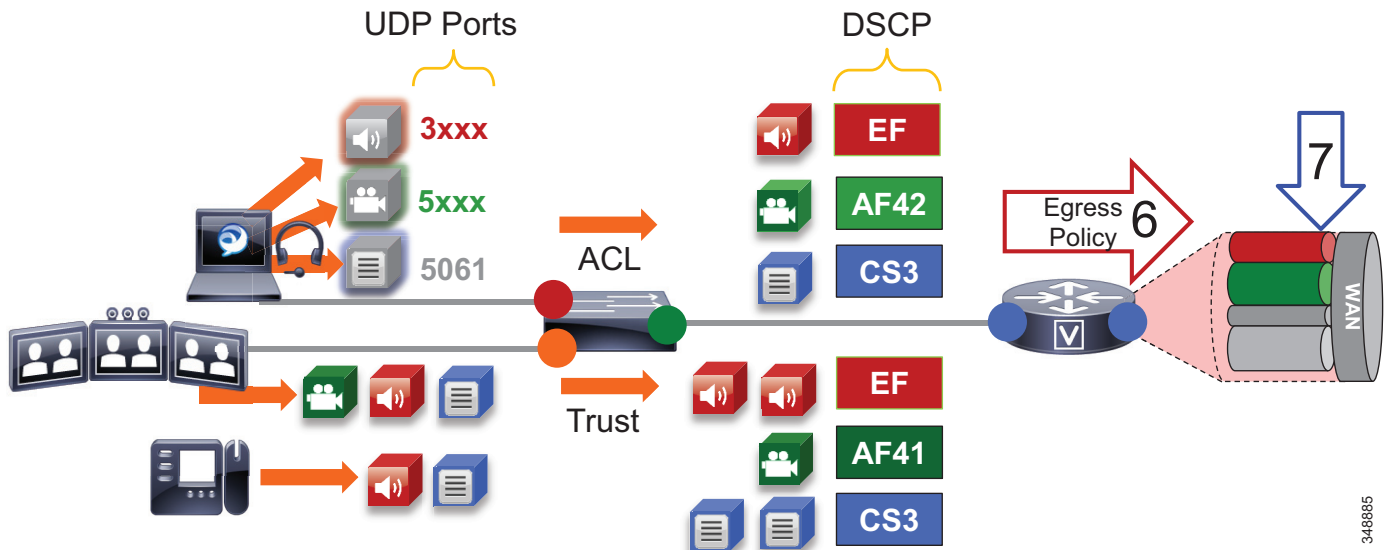 UDP Ports
DSCP
3xxx
EF
7
5xxx
AF42
Egress
Policy
6
5061
ACL
CS3
WAN
V
Trust
EF
AF41
CS3
348885